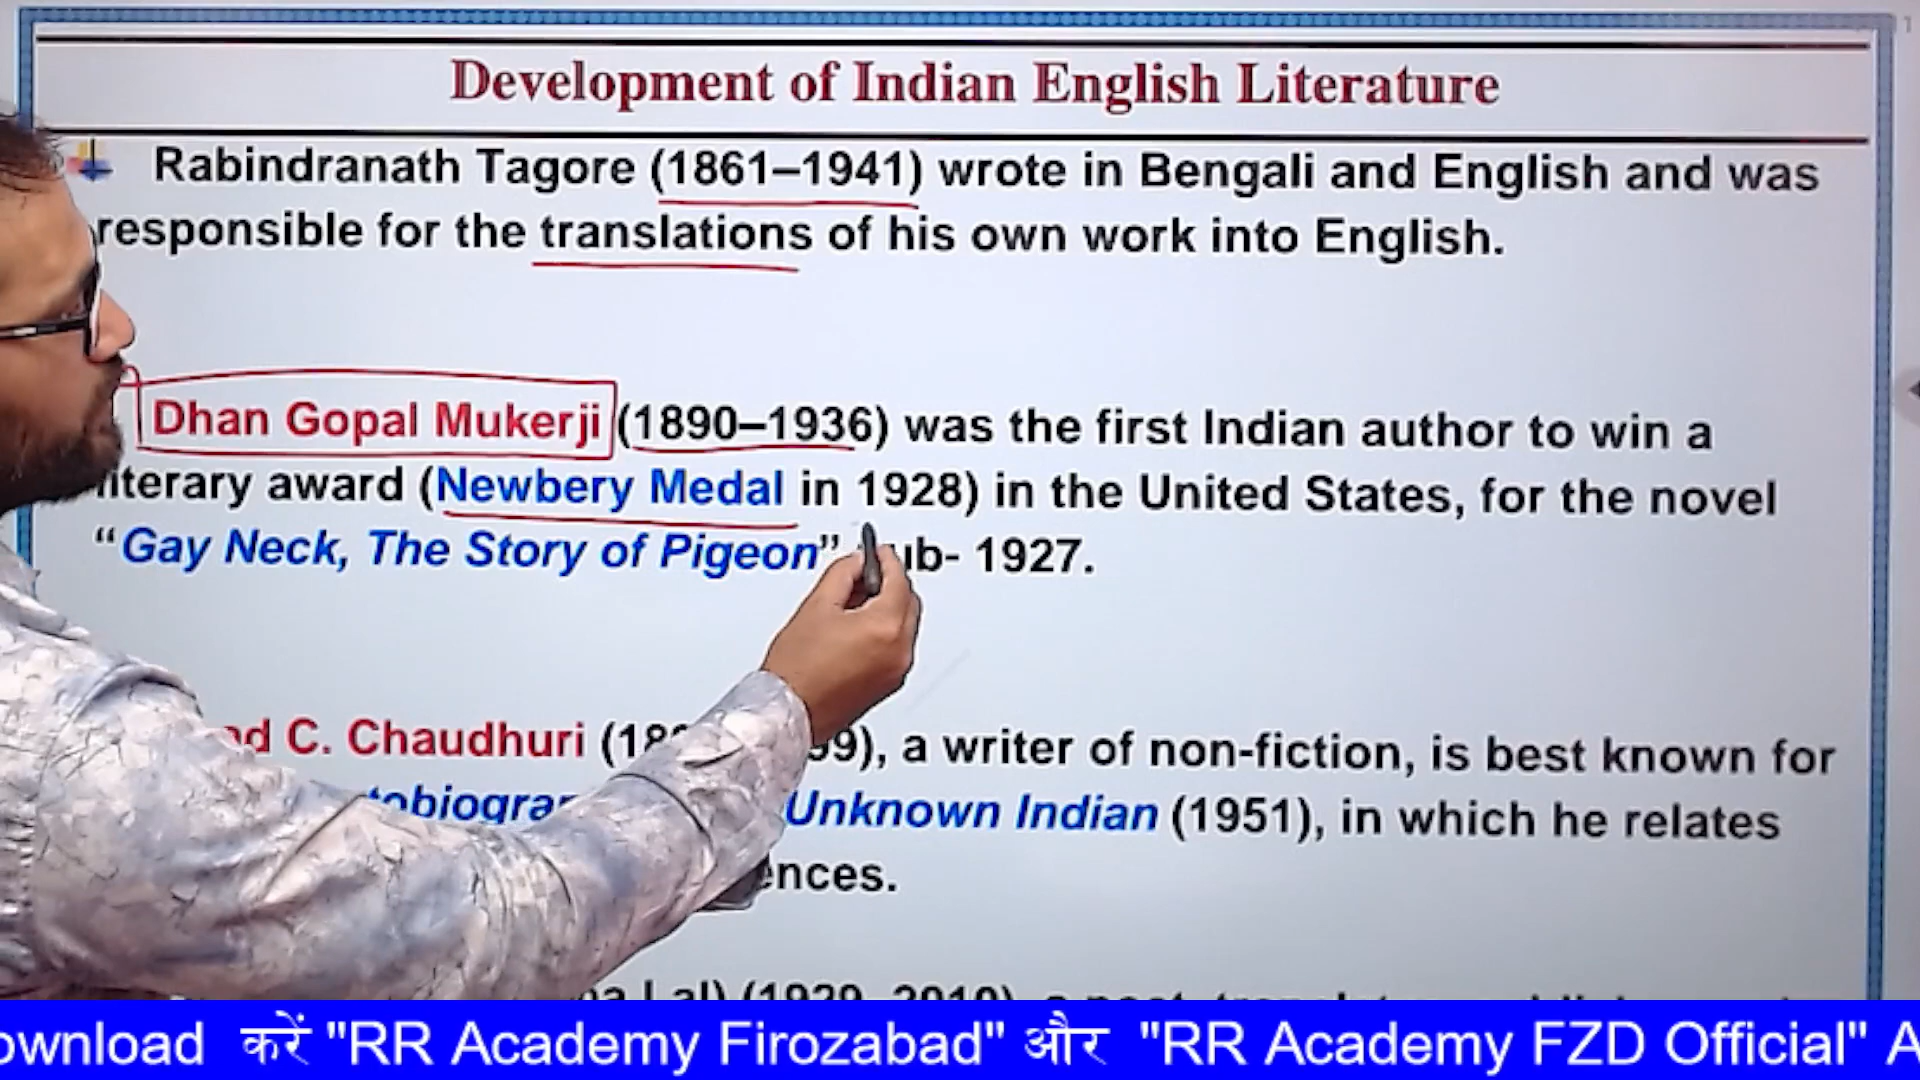 Development of Indian English Literature
Rabindranath Tagore (1861–1941) wrote in Bengali and English and was
responsible for the translations of his own work into English.
Dhan Gopal Mukerji (1890–1936) was the first Indian author to win a
literary award (Newbery Medal in 1928) in the United States, for the novel
“Gay Neck, The Story of Pigeon” 1927.
C. Chaudhuri a writer of non-fiction, is best known for
Unknown Indian (1951), in which he relates
ownload करें "RR Academy Firozabad" और "RR Academy FZD Official" A